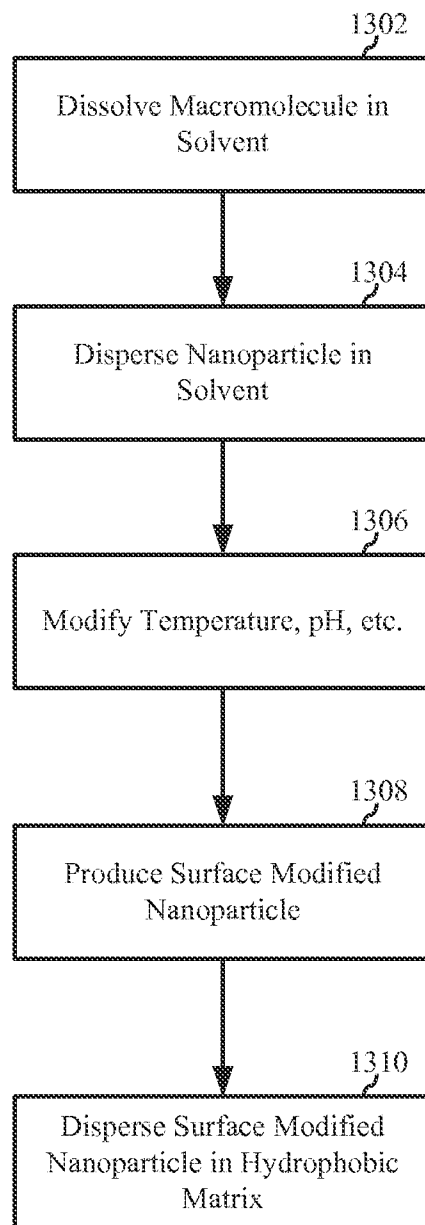 1302
Dissolve Macromolecule in
Solvent
1304
Disperse Nanoparticle in
Solvent
1306
Modify Temperature, pH, etc.
1308
Produce Surface Modified
Nanoparticle
1310
Disperse Surface Modified
Nanoparticle in Hydrophobic
Matrix